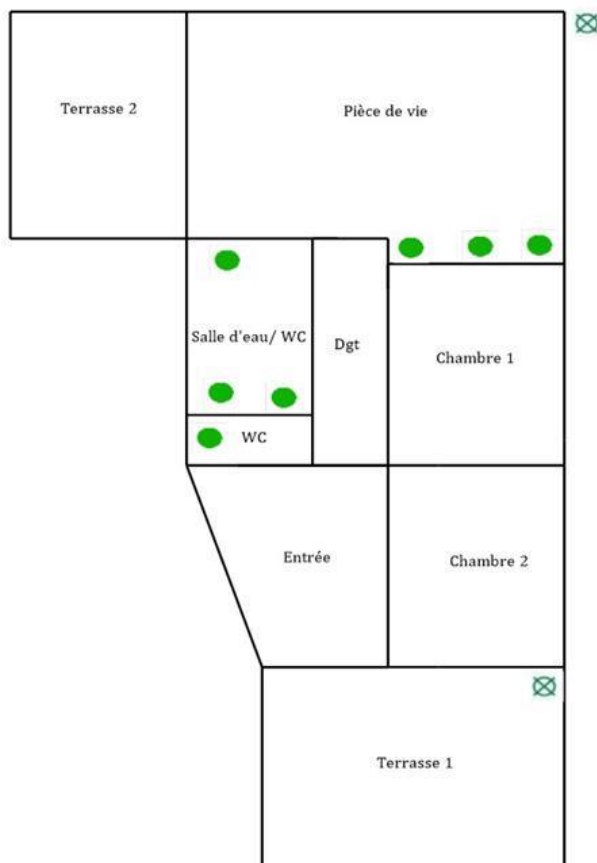 Terrasse 2
Pièce de vie
Salle d'eau/ WC
Dgt
Chambre 1
WC
Entrée
Chambre 2
Terrasse 1